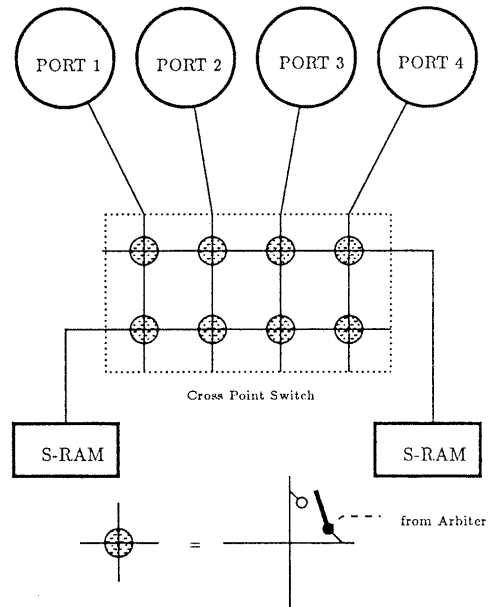 PORT 1
PORT 2
PORT 3
PORT 4
Cross Point Switch
S-RAM
S-RAM
=
from Arbiter